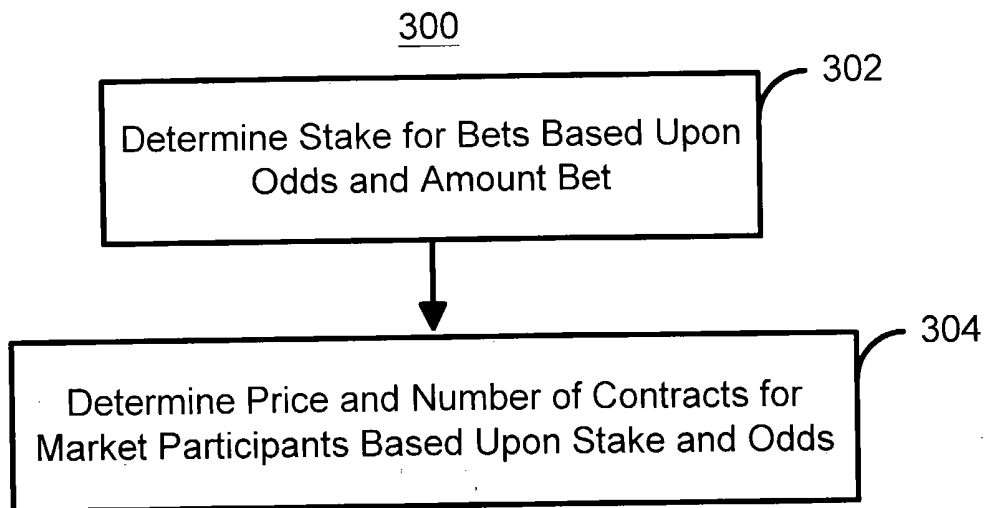 300
302
Determine Stake for Bets Based Upon
Odds and Amount Bet
304
Determine Price and Number of Contracts for
Market Participants Based Upon Stake and Odds